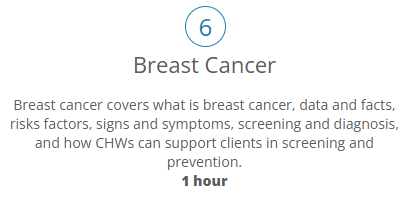 6
Breast Cancer
Breast cancer covers what is breast cancer, data and facts,
risks factors, signs and symptoms, screening and diagnosis,
and how CHWs can support clients in screening and
prevention.
1 hour